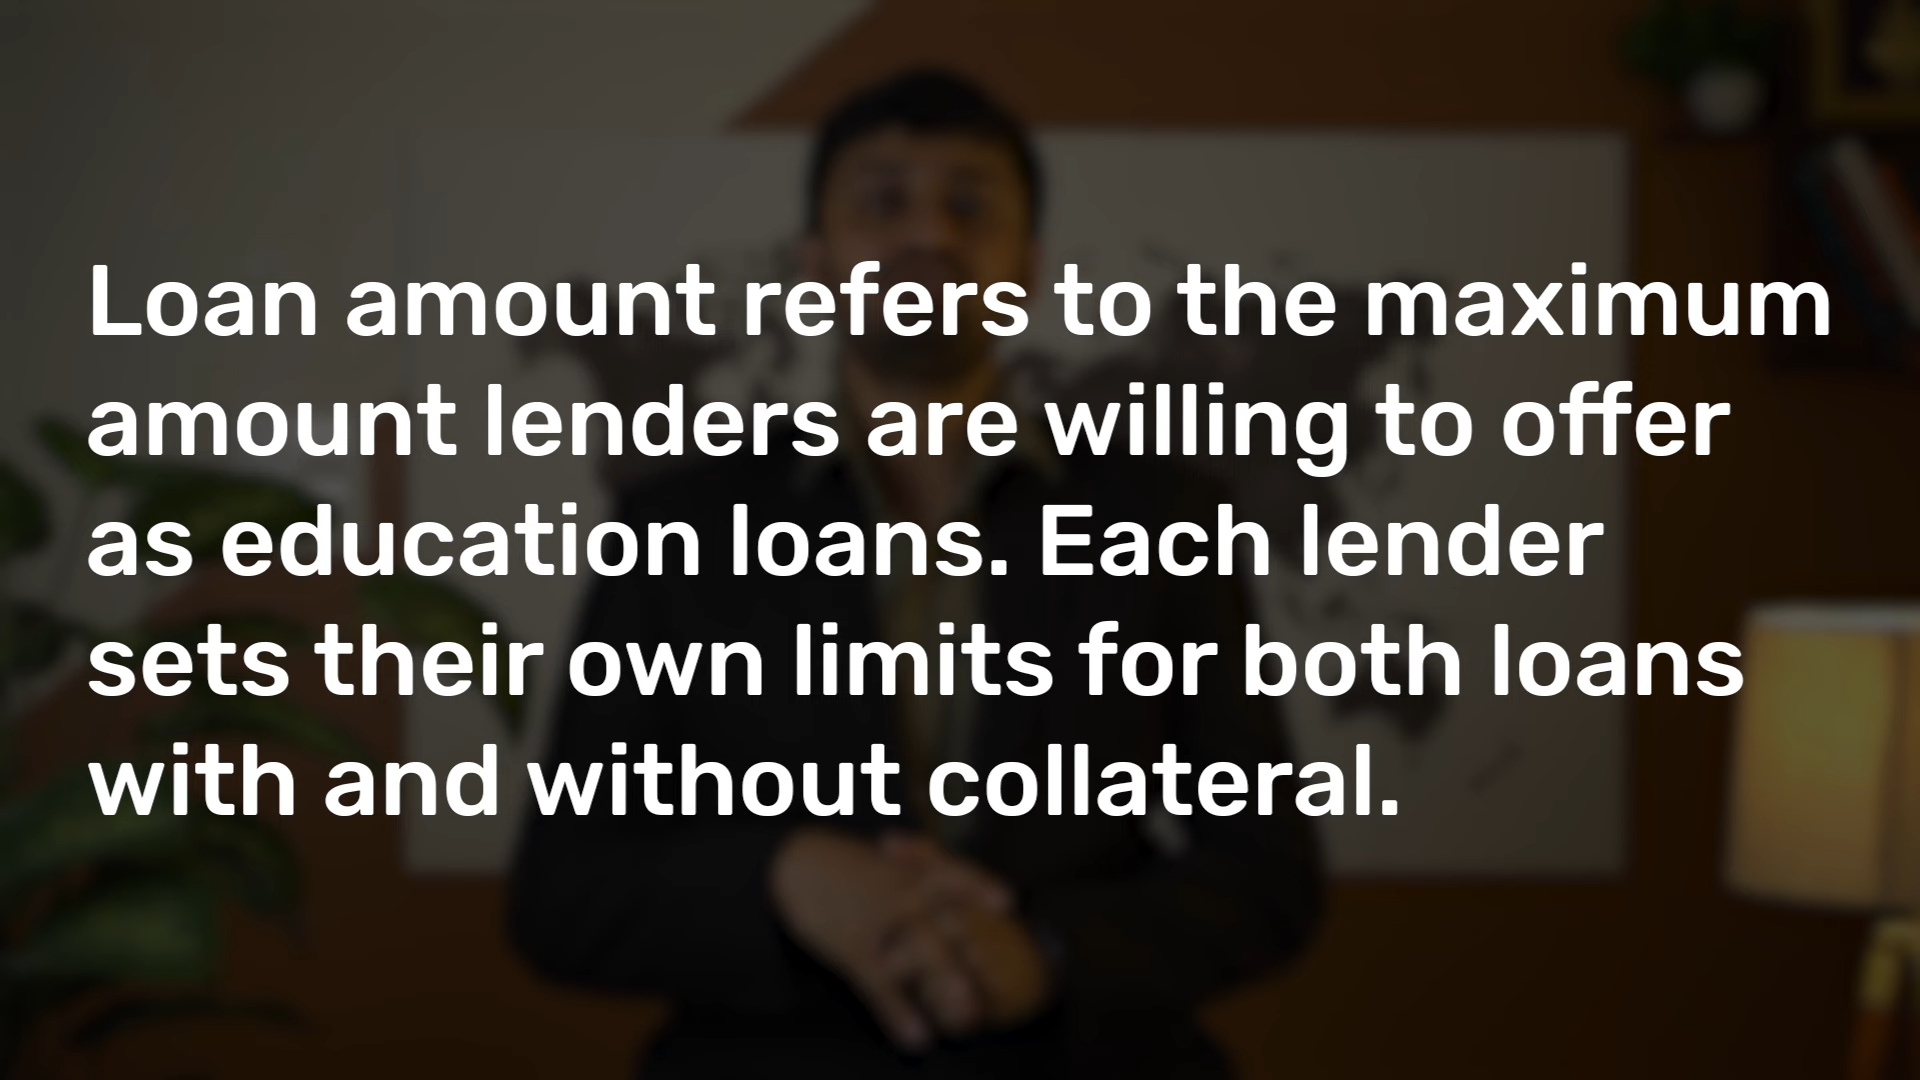 Loan amount refers to the maximum
amount lenders are willing to offer
as education loans. Each lender
sets their own limits for both loans
with and without collateral.